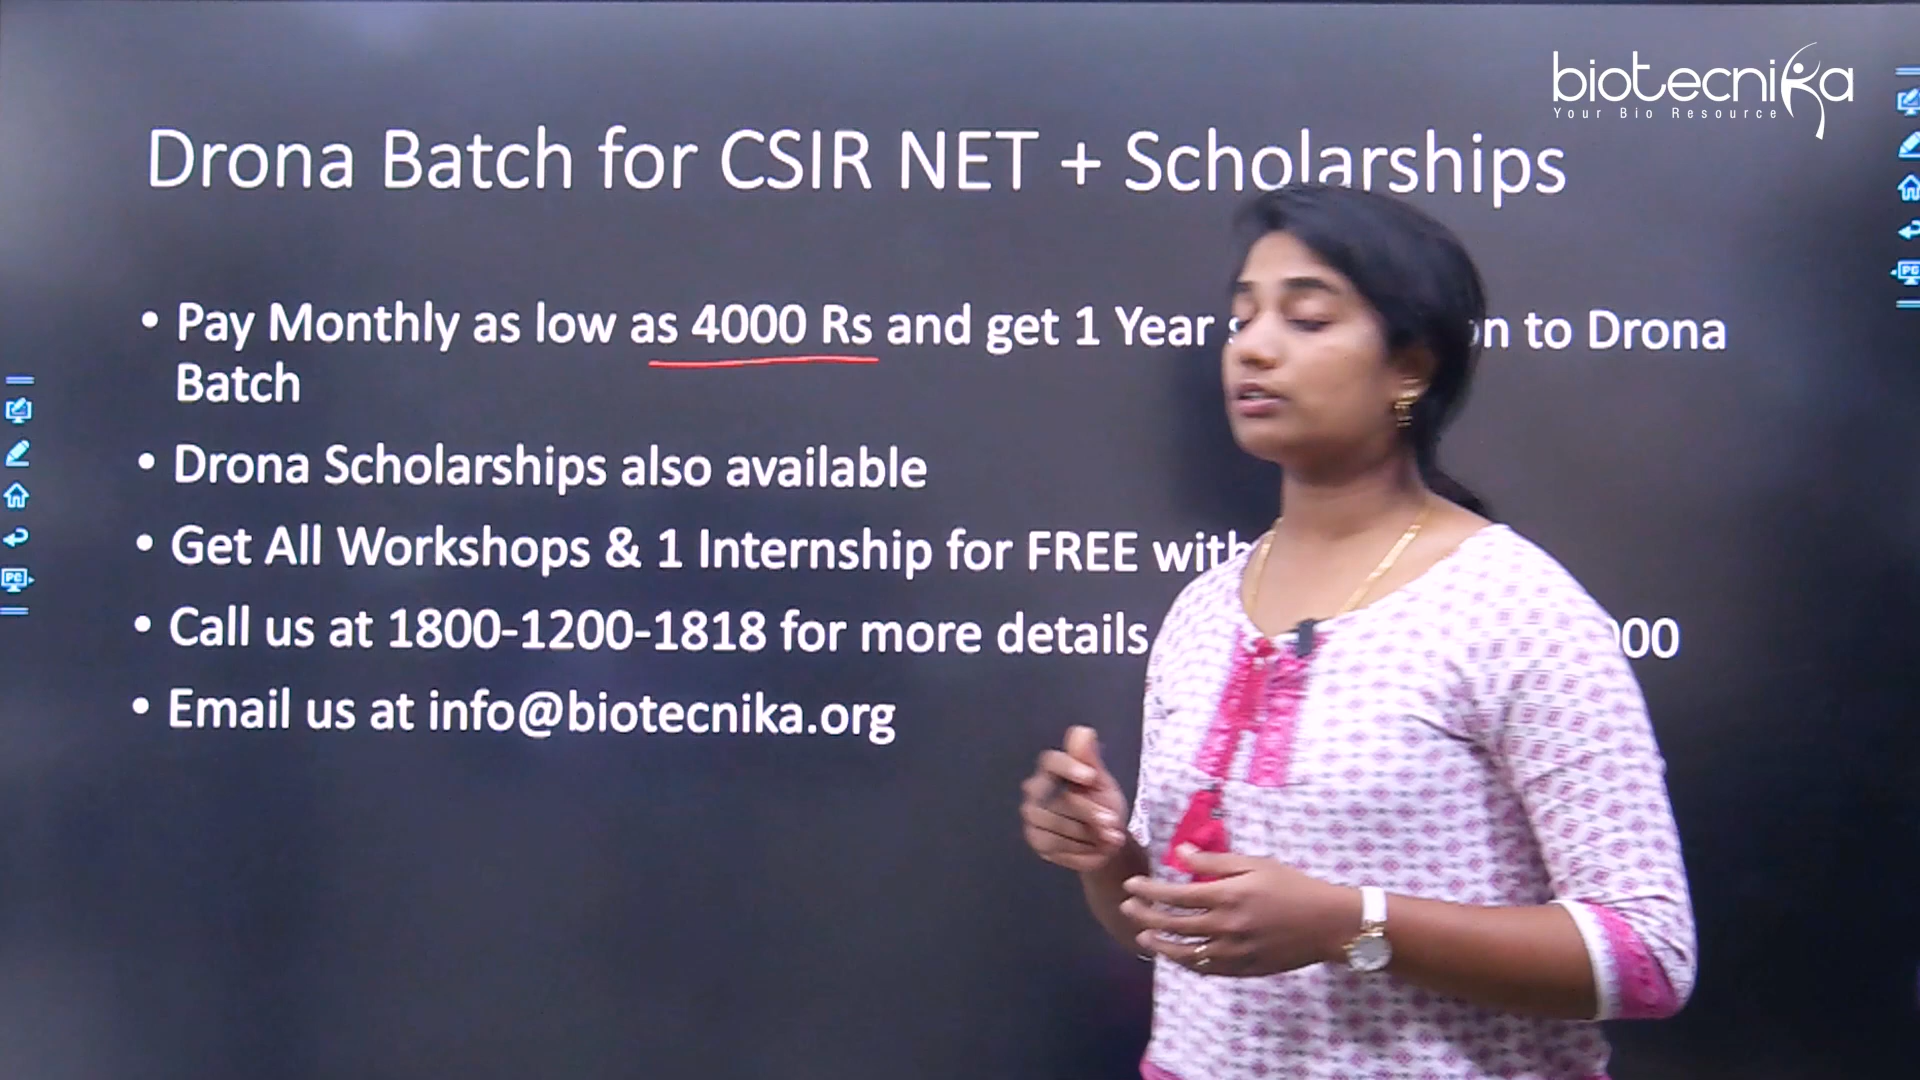 biotecnika
Your Bio Resource
Drona Batch for CSIR NET + Scholarships
• Pay Monthly as low as 4000 Rs and get 1 Year to Drona
Batch
• Drona Scholarships also available
• Get All Workshops & 1 Internship for FREE with
• Call us at 1800-1200-1818 for more details
• Email us at info@biotecnika.org
PC
PC